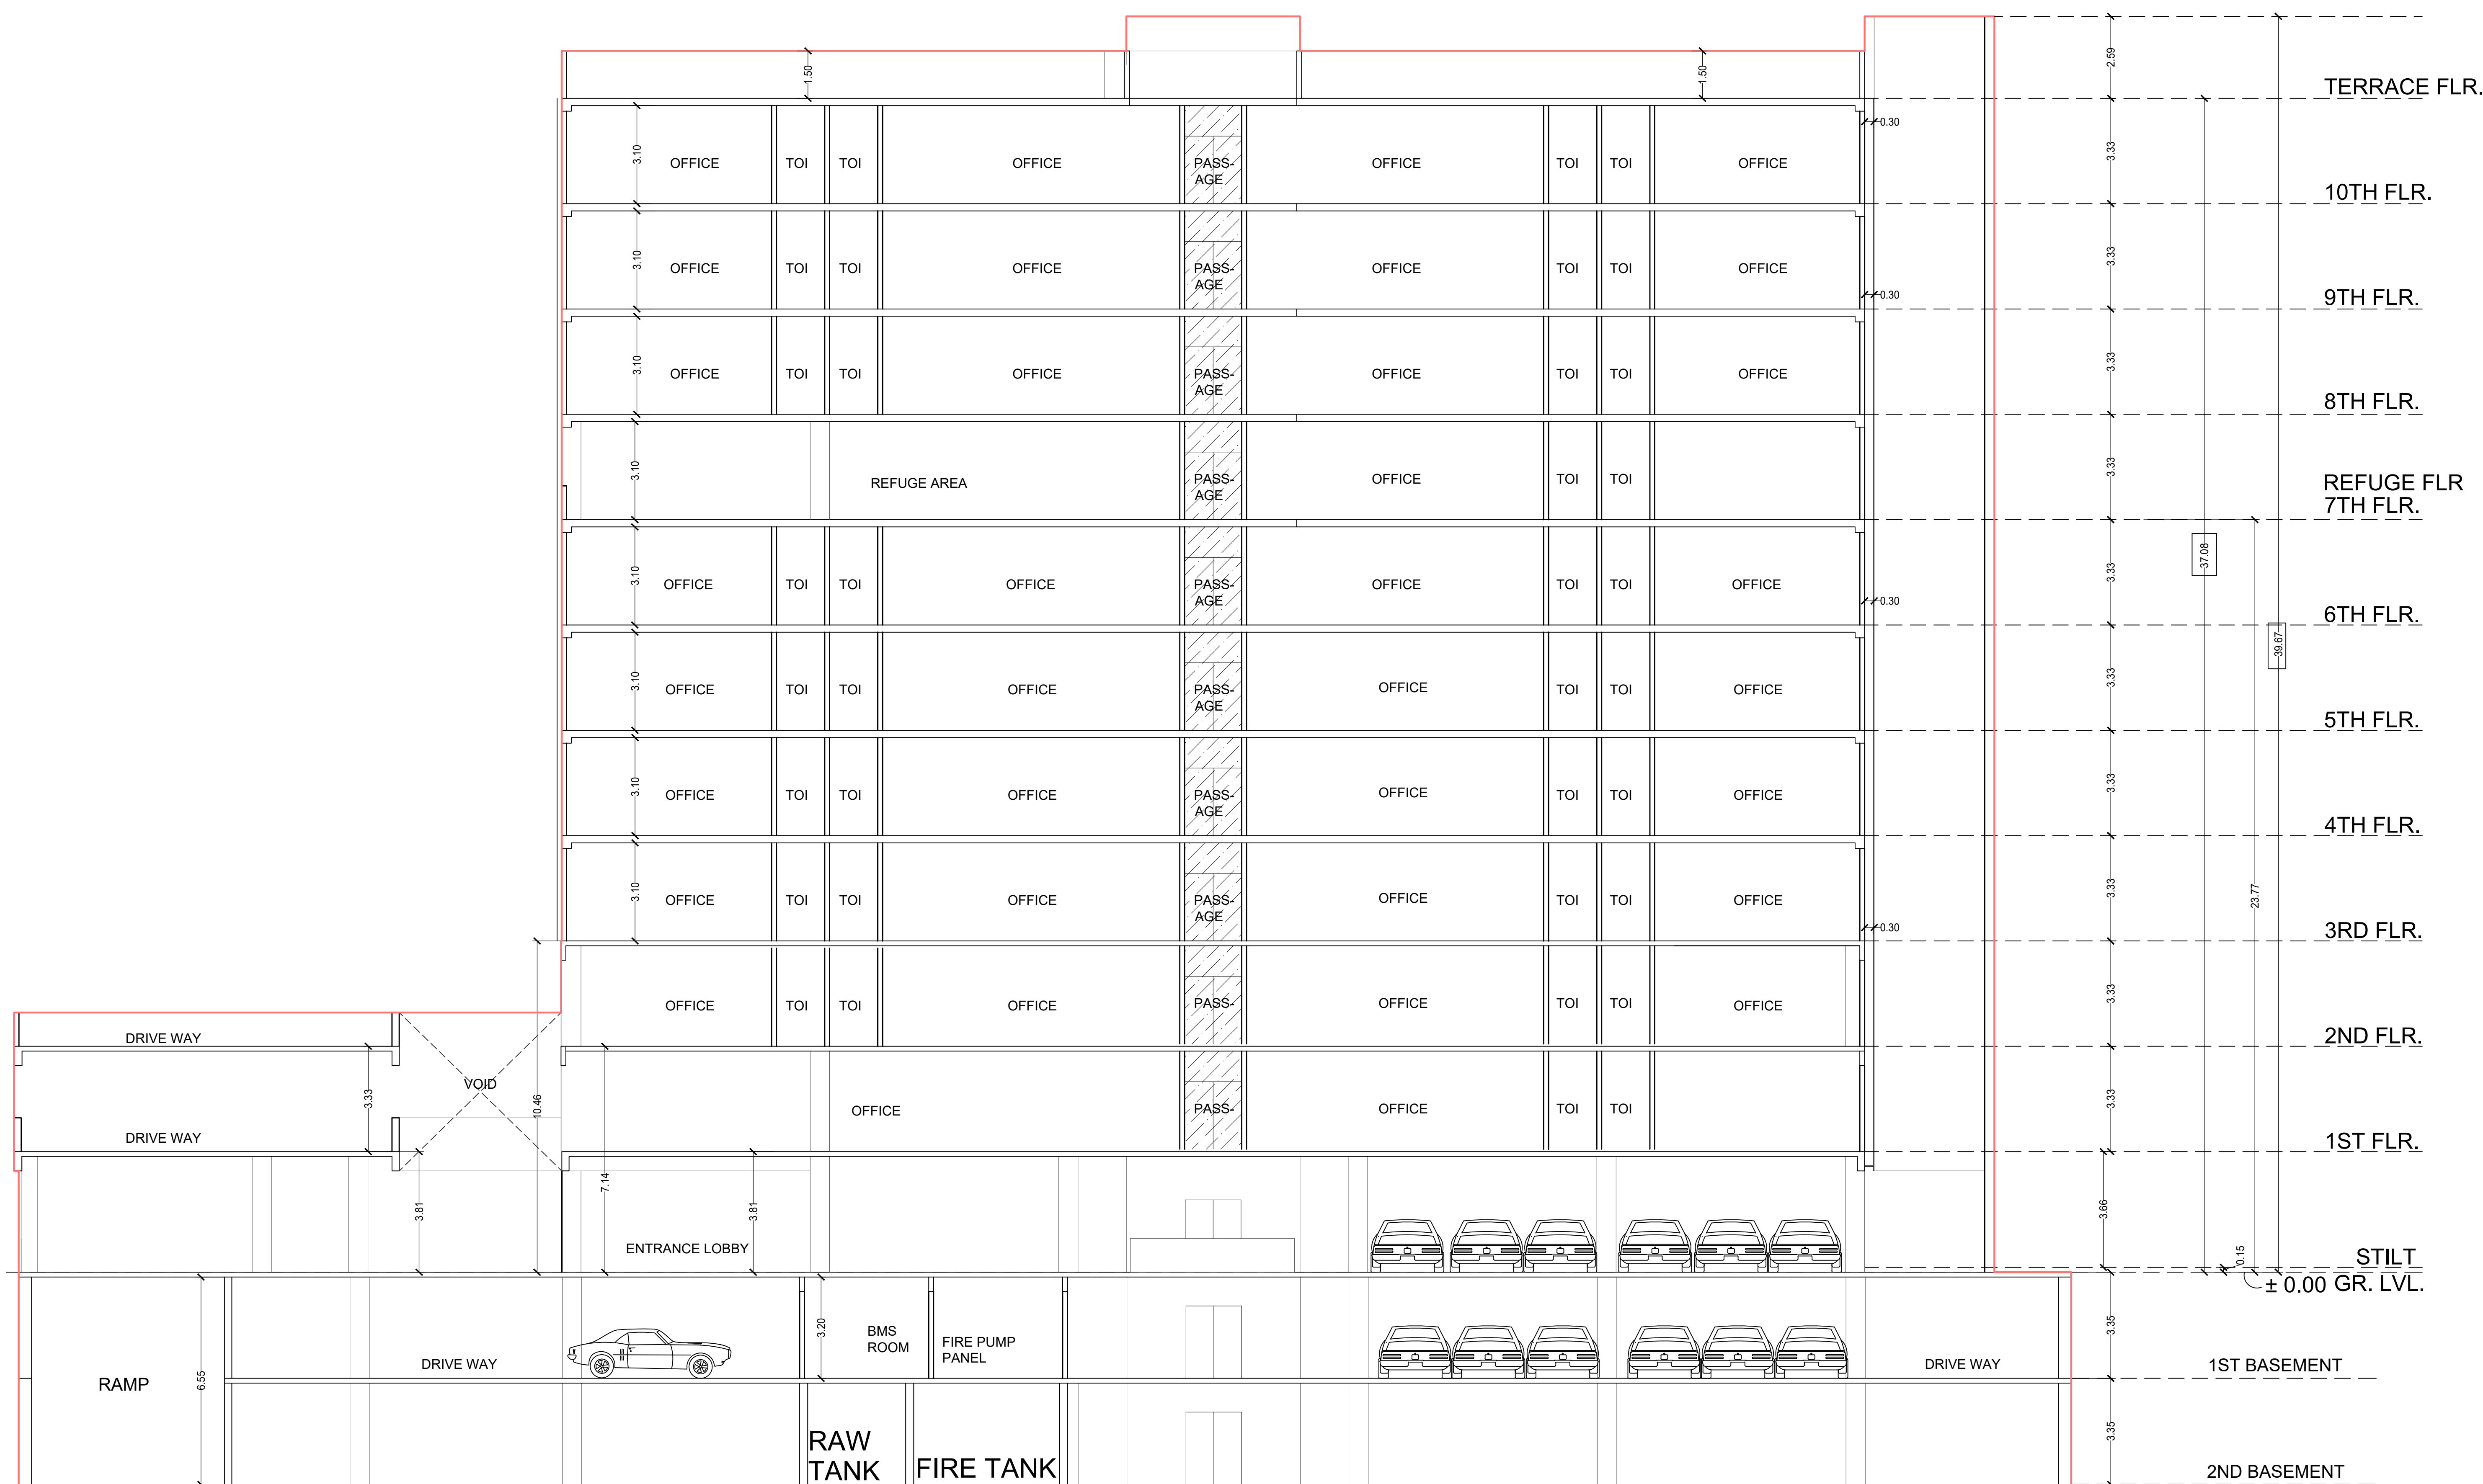 2.59
1.50
1.50
TERRACE FLR.
0.30
3.10
OFFICE
TOI
TOI
OFFICE
PASS-
AGE
OFFICE
TOI
TOI
OFFICE
3.33
10TH FLR.
3.10
OFFICE
TOI
TOI
OFFICE
PASS-
AGE
OFFICE
TOI
TOI
OFFICE
3.33
0.30
9TH FLR.
3.10
OFFICE
TOI
TOI
OFFICE
PASS-
AGE
OFFICE
TOI
TOI
OFFICE
3.33
8TH FLR.
3.10
REFUGE AREA
PASS-
AGE
OFFICE
TOI
TOI
3.33
REFUGE FLR
7TH FLR.
37.08
3.10
OFFICE
TOI
TOI
OFFICE
PASS-
AGE
OFFICE
TOI
TOI
OFFICE
0.30
3.33
6TH FLR.
39.67
3.10
OFFICE
TOI
TOI
OFFICE
PASS-
AGE
OFFICE
TOI
TOI
OFFICE
3.33
5TH FLR.
3.10
OFFICE
TOI
TOI
OFFICE
PASS-
AGE
OFFICE
TOI
TOI
OFFICE
3.33
4TH FLR.
3.10
OFFICE
TOI
TOI
OFFICE
PASS-
AGE
OFFICE
TOI
TOI
OFFICE
3.33
23.77
0.30
3RD FLR.
OFFICE
TOI
TOI
OFFICE
PASS-
OFFICE
TOI
TOI
OFFICE
3.33
2ND FLR.
DRIVE WAY
VOID
3.33
10.46
OFFICE
PASS-
OFFICE
TOI
TOI
3.33
DRIVE WAY
1ST FLR.
7.14
3.81
3.81
3.66
ENTRANCE LOBBY
0.15
STILT
± 0.00 GR. LVL.
3.20
BMS
ROOM
FIRE PUMP
PANEL
3.35
DRIVE WAY
DRIVE WAY
1ST BASEMENT
RAMP
6.55
RAW
TANK
FIRE TANK
3.35
2ND BASEMENT